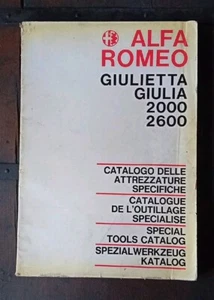 ALFA
ROMEO
GIULIETTA
GIULIA
2000
2600
CATALOGO DELLE
ATTREZZATURE
SPECIFICHE
CATALOGUE
DE L'OUTILLAGE
SPECIALISE
SPECIAL
TOOLS CATALOG
SPEZIALWERKZEUG
KATALOG